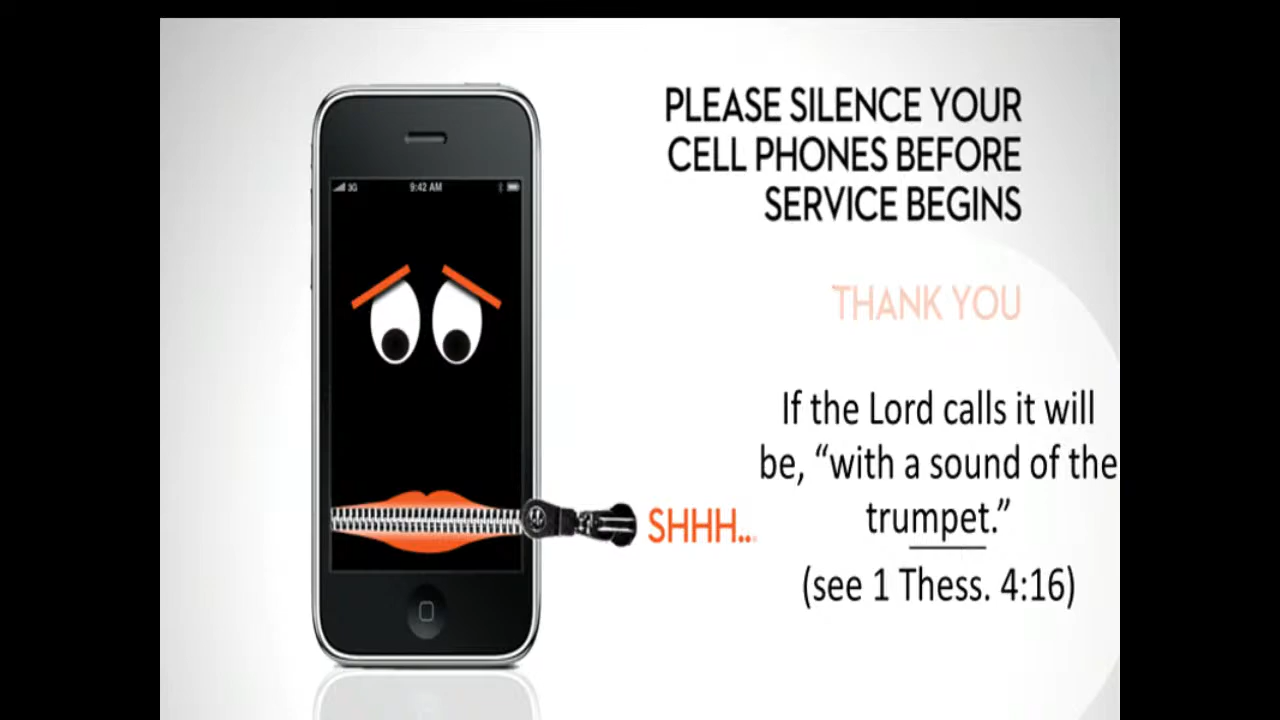 PLEASE SILENCE YOUR
CELL PHONES BEFORE
SERVICE BEGINS
THANK YOU
3G 9:42 AM
If the Lord calls it will
be, “with a sound of the
trumpet.”
(see 1 Thess. 4:16)
SHHH..